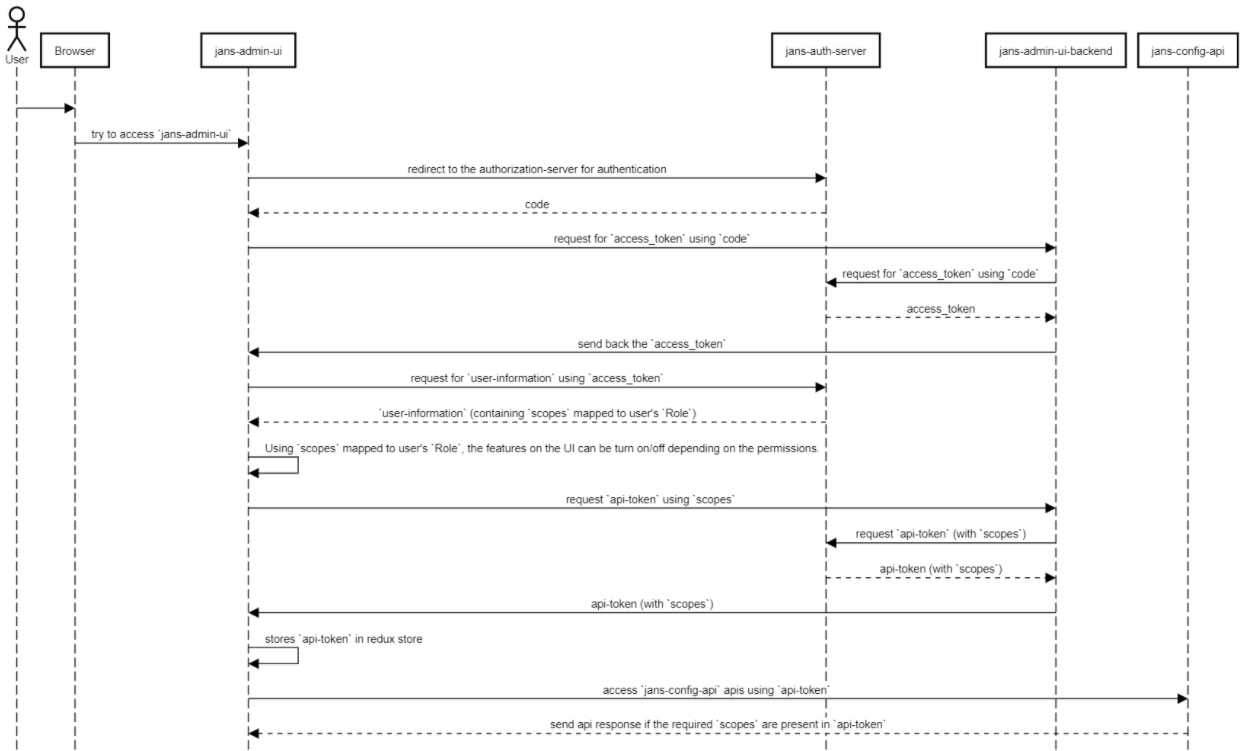 User
Browser
jans-admin-ui
jans-auth-server
jans-admin-ui-backend
jans-config-api
try to access `jans-admin-ui`
redirect to the authorization-server for authentication
code
request for `access_token` using `code`
request for `access_token` using `code`
access_token
send back the `access_token`
request for `user-information` using `access_token`
`user-information` (containing `scopes` mapped to user's `Role`)
Using `scopes` mapped to user's `Role`, the features on the UI can be turn on/off depending on the permissions.
request `api-token` using `scopes`
request `api-token` (with `scopes`)
api-token (with `scopes`)
api-token (with `scopes`)
stores `api-token` in redux store
access `jans-config-api` apis using `api-token`
send api response if the required `scopes` are present in `api-token`